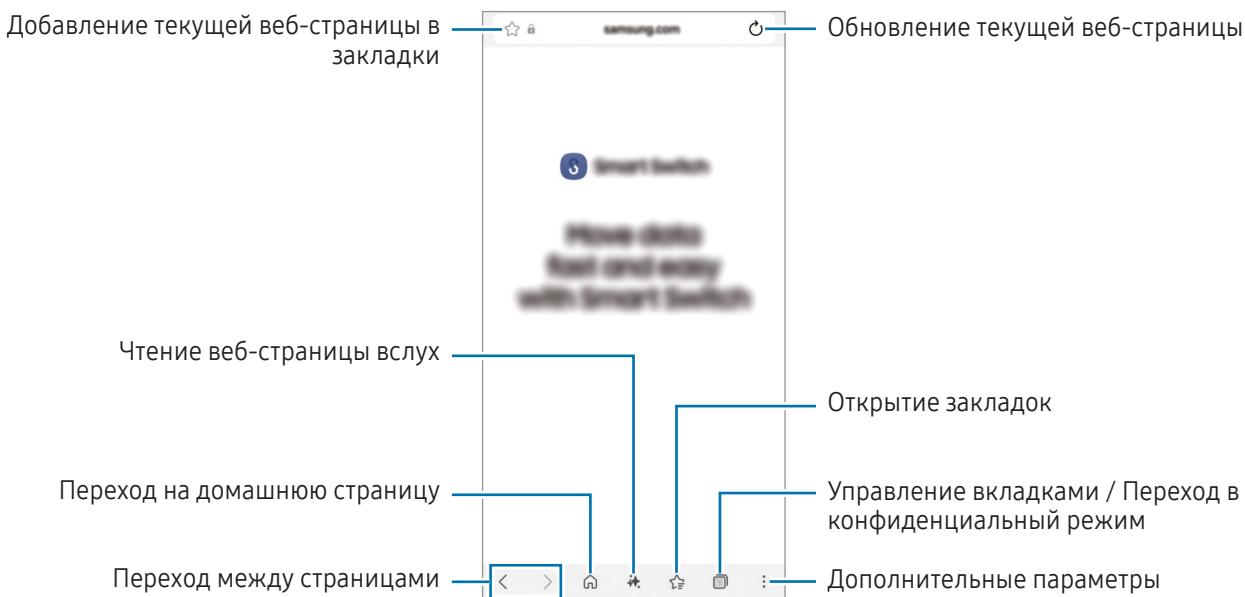 Добавление текущей веб-страницы в
закладки
samsung.com
Обновление текущей веб-страницы
Smart Switch
Move data
fast and easy
with Smart Switch
Чтение веб-страницы вслух
Открытие закладок
Переход на домашнюю страницу
Управление вкладками / Переход в
конфиденциальный режим
Переход между страницами
Дополнительные параметры